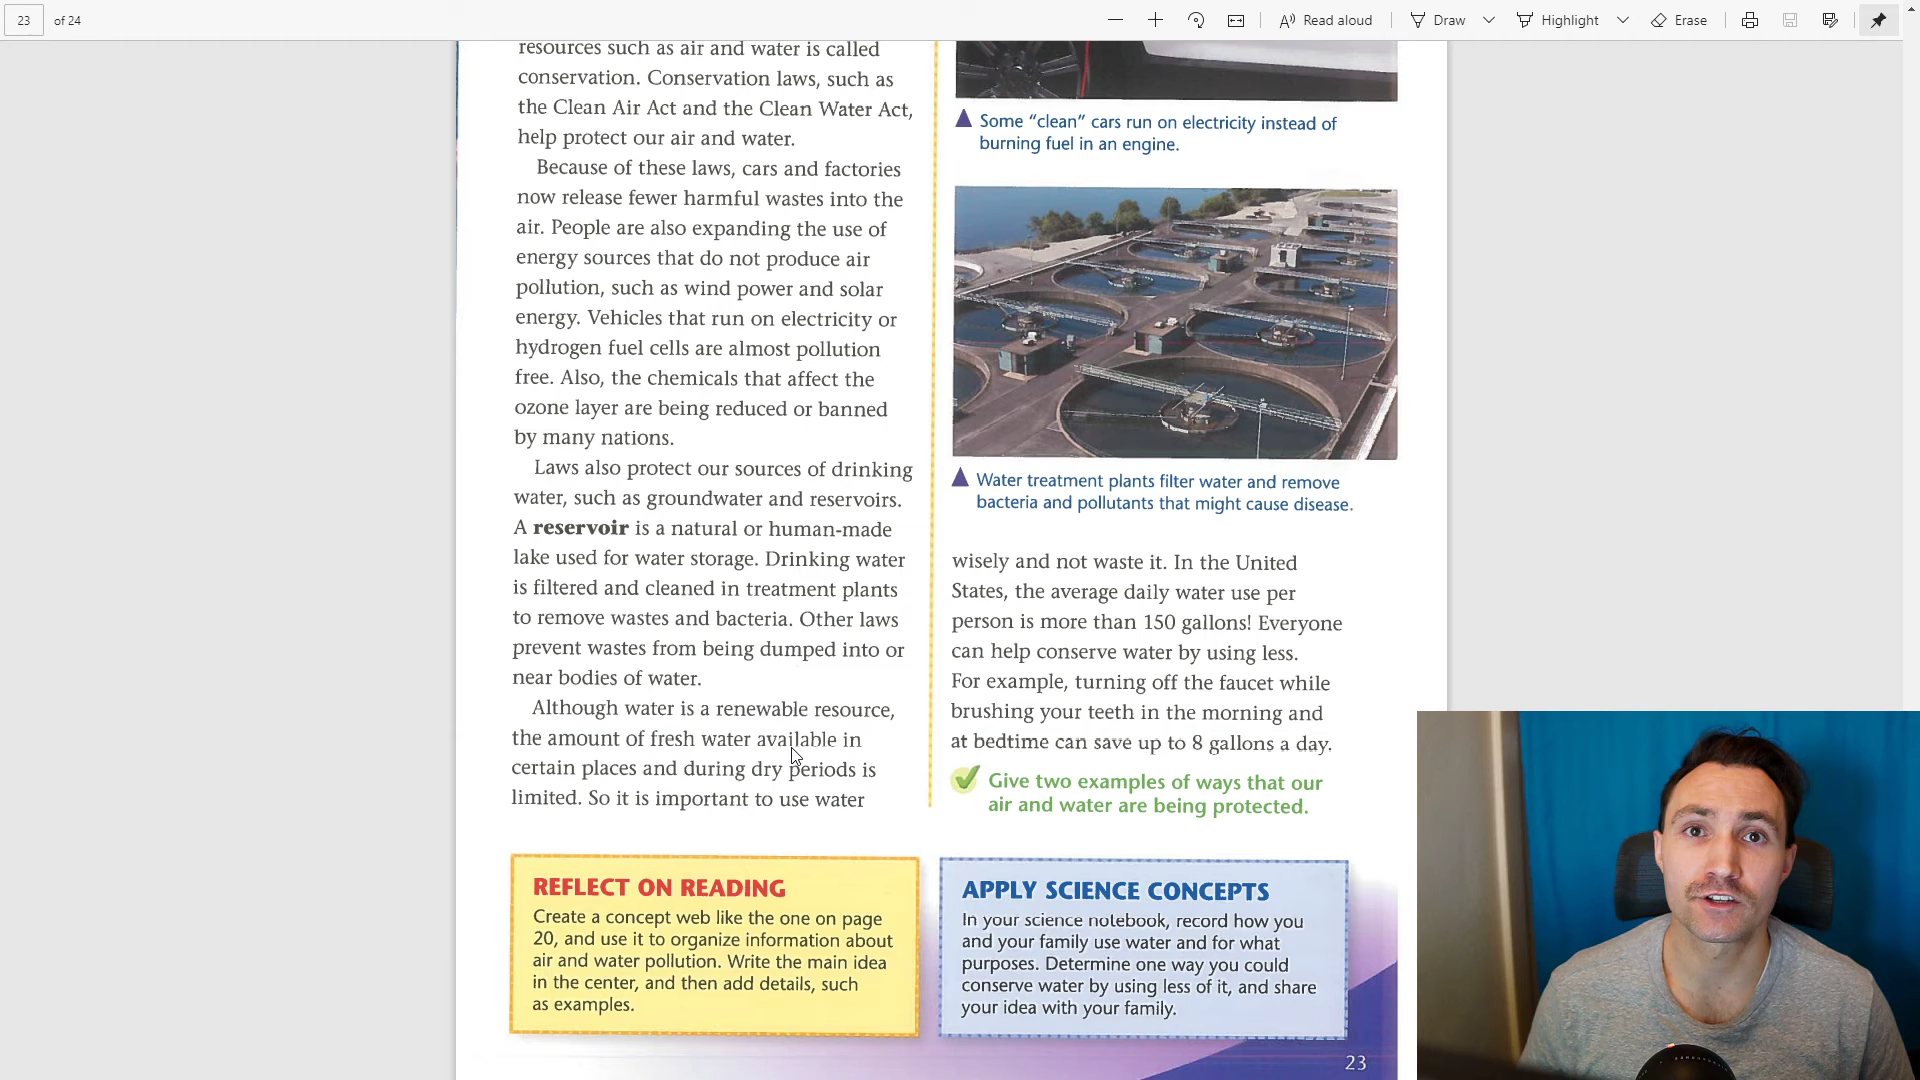 23
of 24
Read aloud
Draw
Highlight
Erase
resources such as air and water is called
conservation. Conservation laws, such as
the Clean Air Act and the Clean Water Act,
help protect our air and water.
Because of these laws, cars and factories
now release fewer harmful wastes into the
air. People are also expanding the use of
energy sources that do not produce air
pollution, such as wind power and solar
energy. Vehicles that run on electricity or
hydrogen fuel cells are almost pollution
free. Also, the chemicals that affect the
ozone layer are being reduced or banned
by many nations.
Laws also protect our sources of drinking
water, such as groundwater and reservoirs.
A reservoir is a natural or human-made
lake used for water storage. Drinking water
is filtered and cleaned in treatment plants
to remove wastes and bacteria. Other laws
prevent wastes from being dumped into or
near bodies of water.
Although water is a renewable resource,
the amount of fresh water available in
certain places and during dry periods is
limited. So it is important to use water
Some “clean” cars run on electricity instead of
burning fuel in an engine.
Water treatment plants filter water and remove
bacteria and pollutants that might cause disease.
wisely and not waste it. In the United
States, the average daily water use per
person is more than 150 gallons! Everyone
can help conserve water by using less.
For example, turning off the faucet while
brushing your teeth in the morning and
at bedtime can save up to 8 gallons a day.
Give two examples of ways that our
air and water are being protected.
REFLECT ON READING
Create a concept web like the one on page
20, and use it to organize information about
air and water pollution. Write the main idea
in the center, and then add details, such
as examples.
APPLY SCIENCE CONCEPTS
In your science notebook, record how you
and your family use water and for what
purposes. Determine one way you could
conserve water by using less of it, and share
your idea with your family.
23